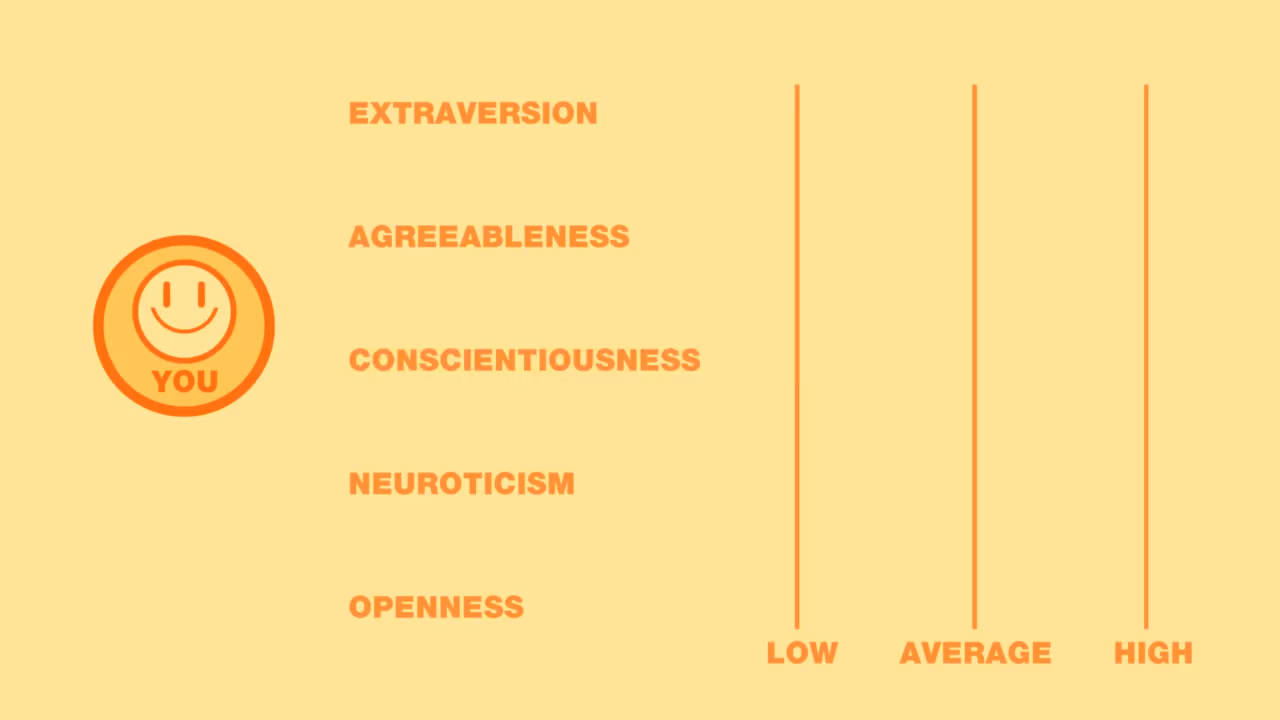 EXTRAVERSION
AGREEABLENESS
YOU
CONSCIENTIOUSNESS
NEUROTICISM
OPENNESS
LOW AVERAGE HIGH